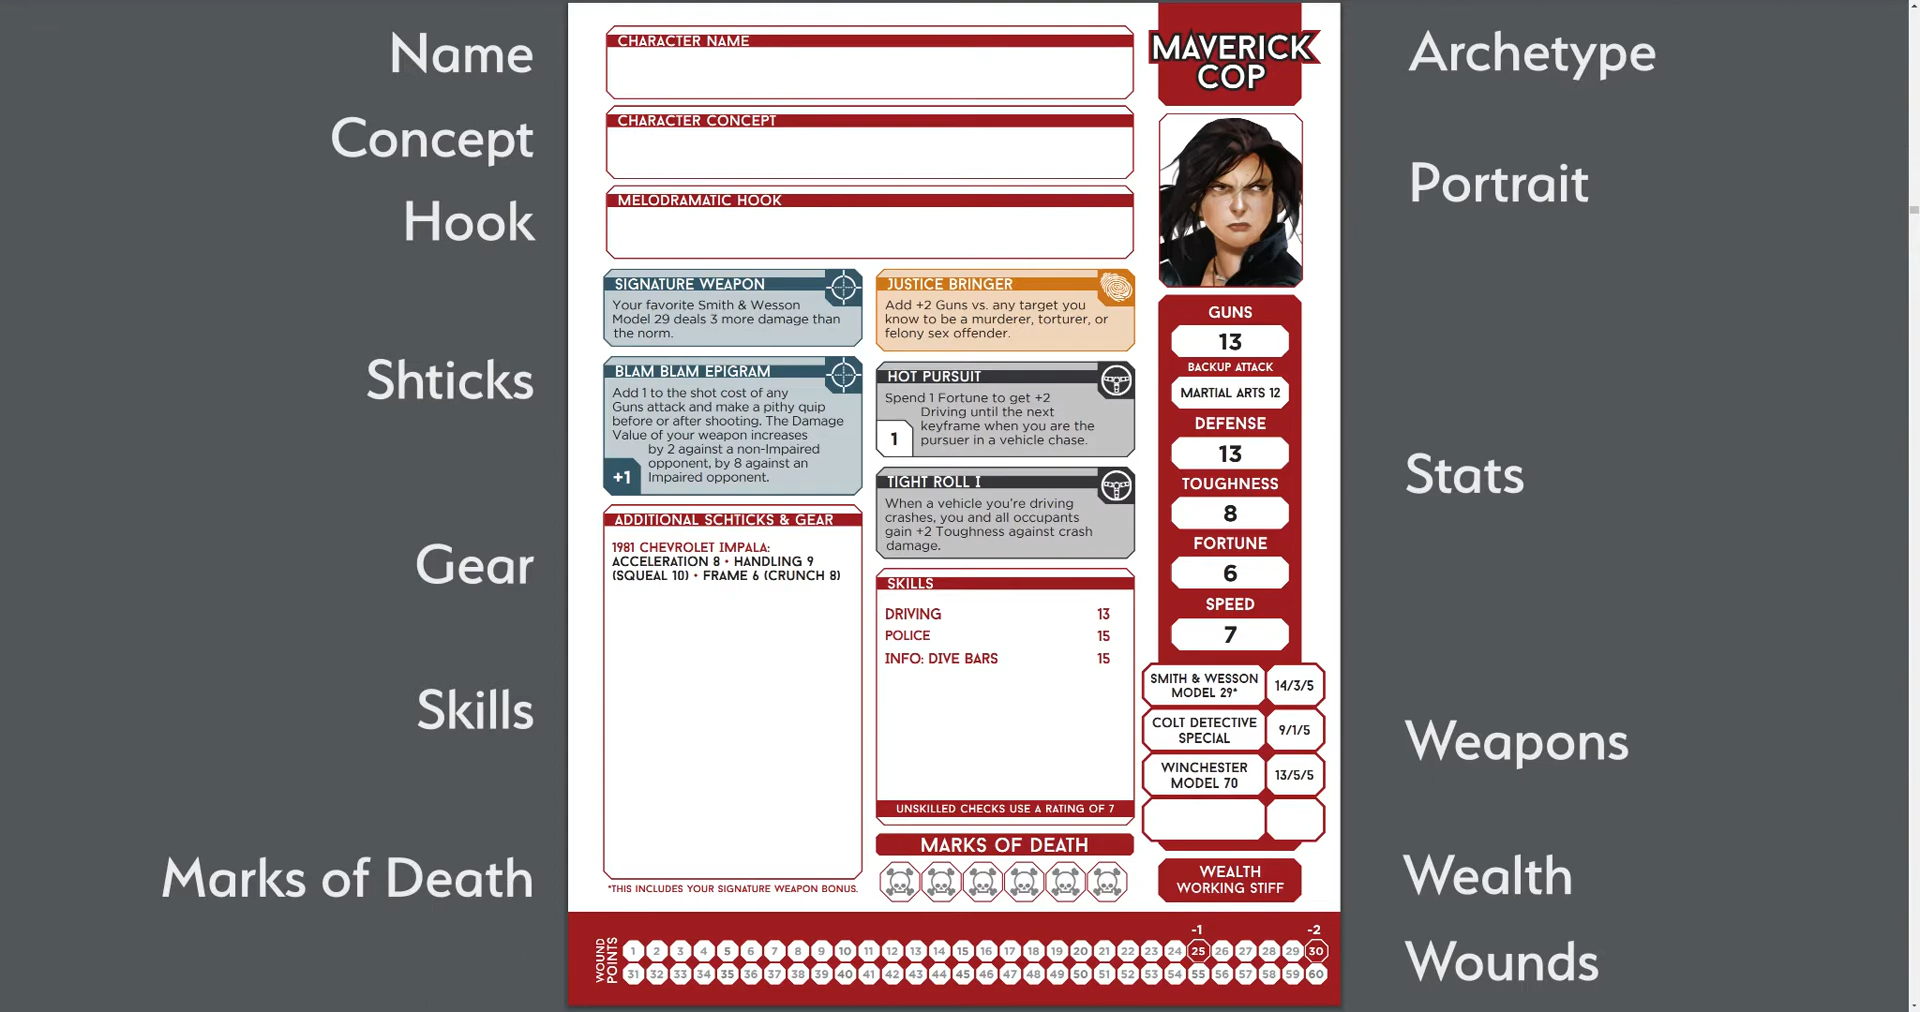 Name
Concept
Hook
Shticks
Gear
Skills
Marks of Death
CHARACTER NAME
CHARACTER CONCEPT
MELODRAMATIC HOOK
SIGNATURE WEAPON
Your favorite Smith & Wesson
Model 29 deals 3 more damage than
the norm.
BLAM BLAM EPIGRAM
Add 1 to the shot cost of any
Guns attack and make a pithy quip
before or after shooting. The Damage
Value of your weapon increases
by 2 against a non-Impaired
opponent, by 8 against an
Impaired opponent.
+1
ADDITIONAL SCHTICKS & GEAR
1981 CHEVROLET IMPALA:
ACCELERATION 8 • HANDLING 9
(SQUEAL 10) • FRAME 6 (CRUNCH 8)
*THIS INCLUDES YOUR SIGNATURE WEAPON BONUS.
JUSTICE BRINGER
Add +2 Guns vs. any target you
know to be a murderer, torturer, or
felony sex offender.
HOT PURSUIT
Spend 1 Fortune to get +2
Driving until the next
keyframe when you are the
pursuer in a vehicle chase.
1
TIGHT ROLL I
When a vehicle you're driving
crashes, you and all occupants
gain +2 Toughness against crash
damage.
SKILLS
DRIVING 13
POLICE 15
INFO: DIVE BARS 15
UNSKILLED CHECKS USE A RATING OF 7
MARKS OF DEATH
MAVERICK
COP
GUNS
13
BACKUP ATTACK
MARTIAL ARTS 12
DEFENSE
13
TOUGHNESS
8
FORTUNE
6
SPEED
7
SMITH & WESSON
MODEL 29* 14/3/5
COLT DETECTIVE
SPECIAL 9/1/5
WINCHESTER
MODEL 70 13/5/5
WEALTH
WORKING STIFF
WOUND
POINTS
-1 -2
1 2 3 4 5 6 7 8 9 10 11 12 13 14 15 16 17 18 19 20 21 22 23 24 25 26 27 28 29 30
31 32 33 34 35 36 37 38 39 40 41 42 43 44 45 46 47 48 49 50 51 52 53 54 55 56 57 58 59 60
Archetype
Portrait
Stats
Weapons
Wealth
Wounds